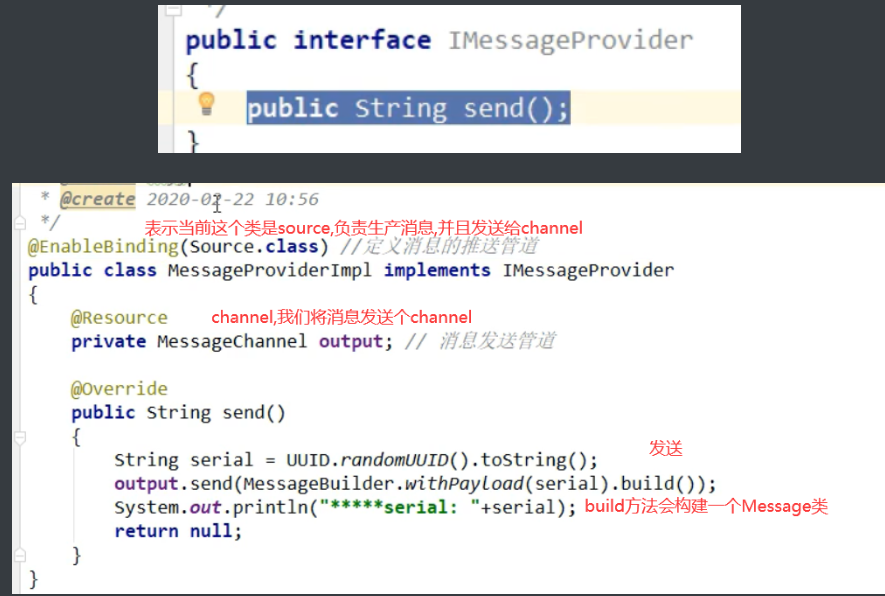 */
public interface IMessageProvider
{
public String send();
}
* @create 2020-02-22 10:56
*/
表示当前这个类是source,负责生产消息,并且发送给channel
@EnableBinding(Source.class) //定义消息的推送管道
public class MessageProviderImpl implements IMessageProvider
{
@Resource channel,我们将消息发送个channel
private MessageChannel output; // 消息发送管道
@Override
public String send()
{
String serial = UUID.randomUUID().toString(); 发送
output.send(MessageBuilder.withPayload(serial).build());
System.out.println("*****serial: "+serial); build方法会构建一个Message类
return null;
}
}